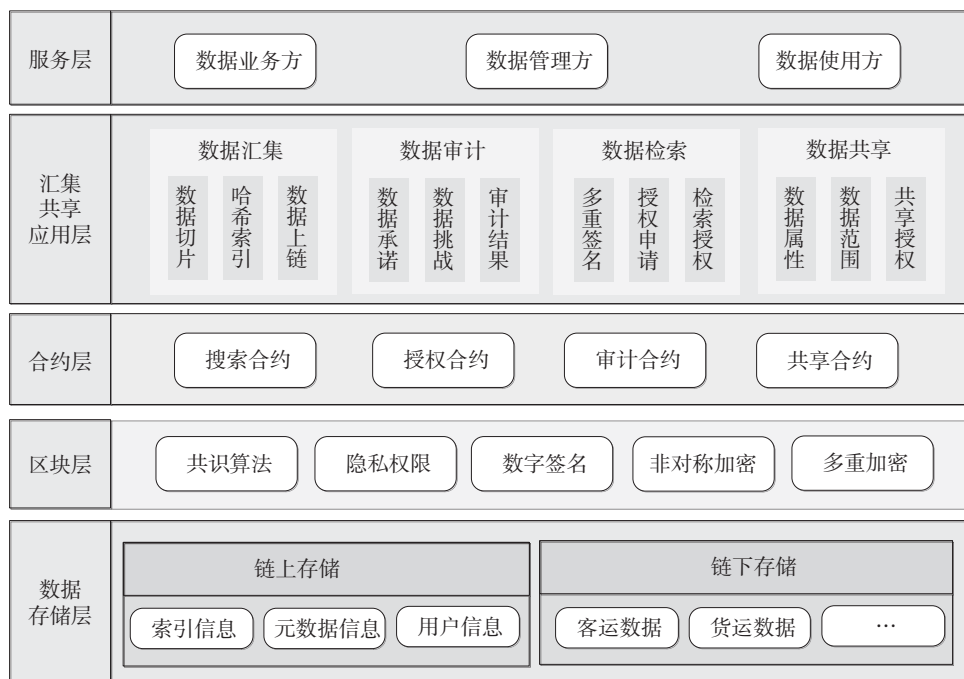 服务层
数据业务方
数据管理方
数据使用方
汇集
共享
应用层
数据汇集
数据切片
哈希索引
数据上链
数据审计
数据承诺
数据挑战
审计结果
数据检索
多重签名
授权申请
检索授权
数据共享
数据属性
数据范围
共享授权
合约层
搜索合约
授权合约
审计合约
共享合约
区块层
共识算法
隐私权限
数字签名
非对称加密
多重加密
数据
存储层
链上存储
索引信息
元数据信息
用户信息
链下存储
客运数据
货运数据
…